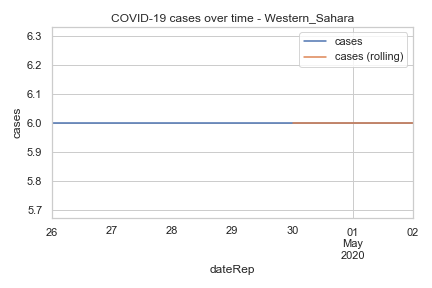 COVID-19 cases over time - Western_Sahara
cases
cases (rolling)
6.3
6.2
6.1
6.0
5.9
5.8
5.7
cases
26
27
28
29
30
01
02
May
2020
dateRep